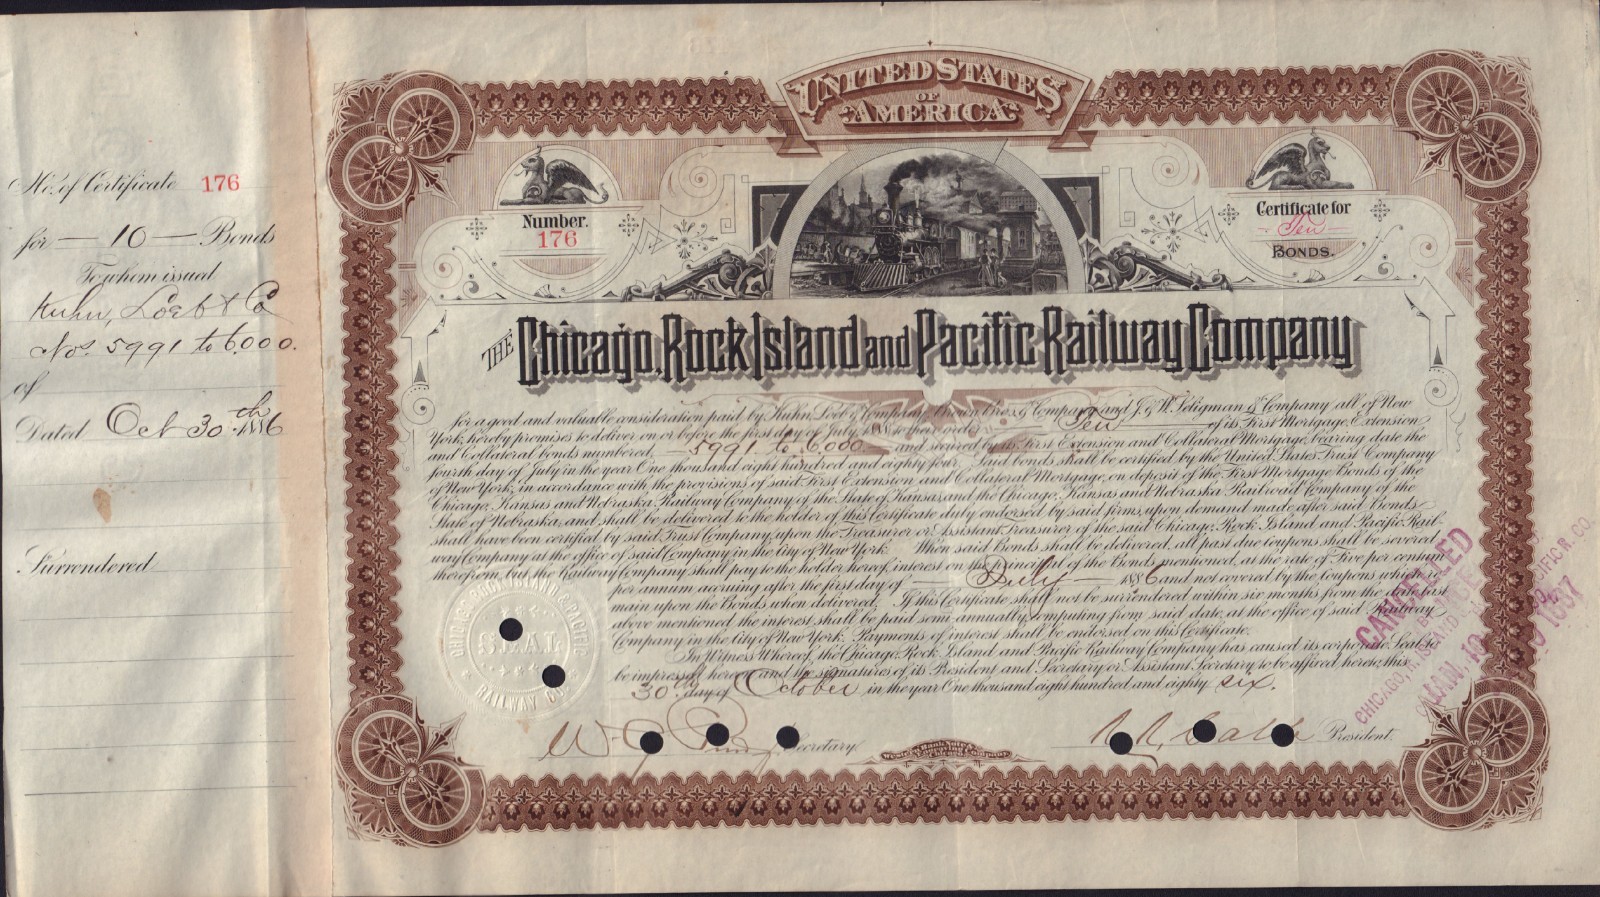 No. of Certificate 176
for — 10 — Bonds
To whom issued
Kuhn, Loeb & Co
Nos. 5991 to 6000.
of
Dated Oct 30th 1886
Surrendered
UNITED STATES
OF
AMERICA
Number.
176
Certificate for
— Ten —
BONDS.
THE Chicago, Rock Island and Pacific Railway Company
for a good and valuable consideration paid by Kuhn, Loeb & Company, Brown Bros. & Company and J. & W. Seligman & Company all of New
York, hereby promises to deliver on or before the first day of July, to their order Ten of its First Mortgage, Extension
and Collateral bonds numbered 5991 to 6000 and secured by its First Extension and Collateral Mortgage, bearing date the
fourth day of July in the year One thousand eight hundred and eighty four. Said bonds shall be certified by the United States Trust Company
of New York, in accordance with the provisions of said First Extension and Collateral Mortgage, on deposit of the First Mortgage Bonds of the
Chicago, Kansas and Nebraska Railway Company of the State of Kansas, and the Chicago, Kansas and Nebraska Railroad Company of the
State of Nebraska, and shall be delivered to the holder of this Certificate duly endorsed by said firms, upon demand made after said Bonds
shall have been certified by said Trust Company, upon the Treasurer or Assistant Treasurer of the said Chicago, Rock Island and Pacific Rail-
way Company at the office of said Company in the City of New York. When said Bonds shall be delivered, all past due coupons shall be severed
therefrom, but the Railway Company shall pay to the holder hereof, interest on the principal of the Bonds mentioned, at the rate of Five per centum
per annum accruing after the first day of — July — 1886 and not covered by the Coupons which re-
main upon the Bonds when delivered. If this Certificate shall not be surrendered within six months from the date last
above mentioned the interest shall be paid semi-annually, computing from said date, at the office of said Railway
Company in the City of New York. Payments of interest shall be endorsed on this Certificate.
In Witness Whereof, the Chicago, Rock Island and Pacific Railway Company has caused its corporate Seal to
be impressed hereon and the signatures of its President and Secretary or Assistant Secretary to be affixed hereto, this
30th day of October in the year One thousand eight hundred and eighty six.
CHICAGO, ROCK ISLAND & PACIFIC
SEAL
RAILWAY CO.
Secretary.
Western Bank Note
Company
R. R. Cable President.
CANCELLED
BY
CHICAGO, R. ISLAND
JAN. 19
PACIFIC R. CO.
1887